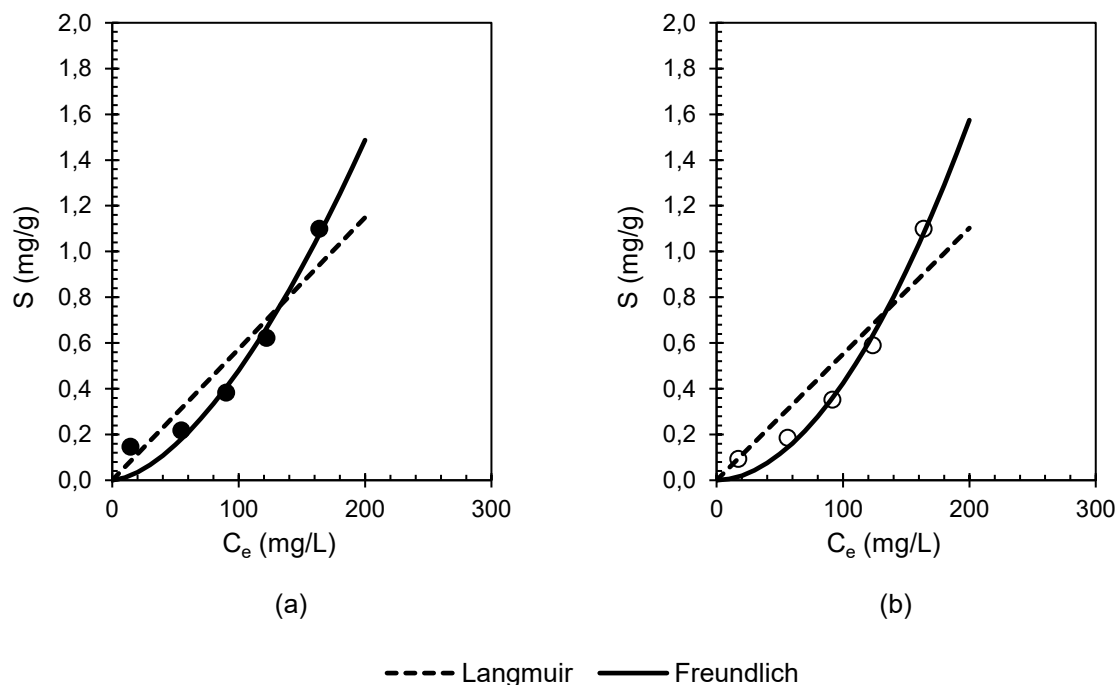 2,0
1,8
1,6
1,4
1,2
1,0
0,8
0,6
0,4
0,2
0,0
S (mg/g)
0 100 200 300
Ce (mg/L)
(a)
2,0
1,8
1,6
1,4
1,2
1,0
0,8
0,6
0,4
0,2
0,0
S (mg/g)
0 100 200 300
Ce (mg/L)
(b)
Langmuir Freundlich